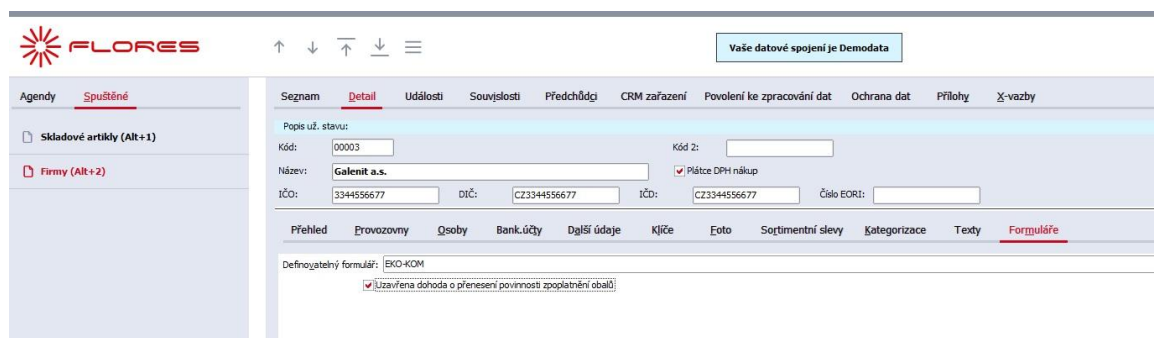 FLORES
Vaše datové spojení je Demodata
Agendy Spuštěné
Skladové artikly (Alt+1)
Firmy (Alt+2)
Seznam Detail Události Souvislosti Předchůdci CRM zařazení Povolení ke zpracování dat Ochrana dat Přílohy X-vazby
Popis už. stavu:
Kód: 00003 Kód 2:
Název: Galenit a.s. Plátce DPH nákup
IČO: 3344556677 DIČ: CZ3344556677 IČD: CZ3344556677 Číslo EORI:
Přehled Provozovny Osoby Bank.účty Další údaje Klíče Foto Sortimentní slevy Kategorizace Texty Formuláře
Definovatelný formulář: EKO-KOM
Uzavřena dohoda o přenesení povinnosti zpoplatnění obalů